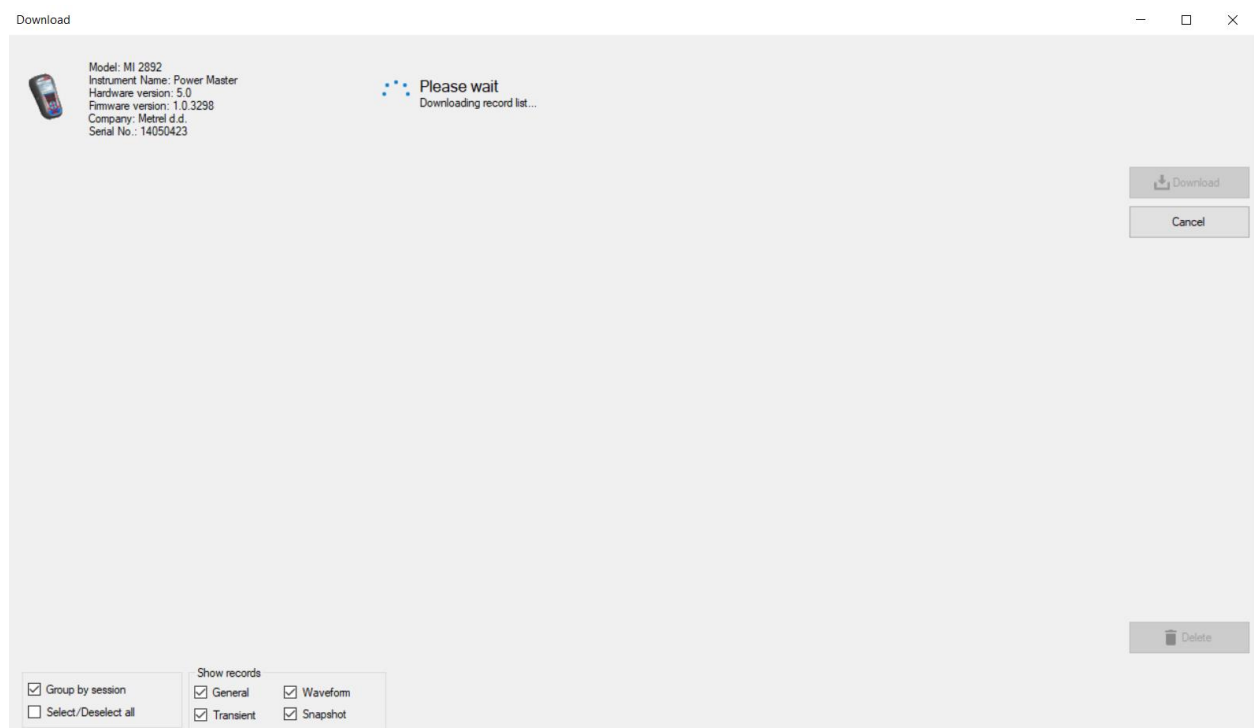 Download
Model: MI 2892
Instrument Name: Power Master
Hardware version: 5.0
Firmware version: 1.0.3298
Company: Metrel d.d.
Serial No.: 14050423
Please wait
Downloading record list...
Download
Cancel
Delete
Group by session
Select/Deselect all
Show records
General
Waveform
Transient
Snapshot